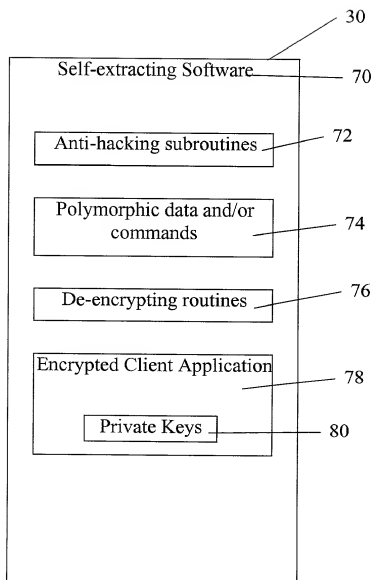 30
Self-extracting Software 70
Anti-hacking subroutines 72
Polymorphic data and/or
commands 74
De-encrypting routines 76
Encrypted Client Application
78
Private Keys 80